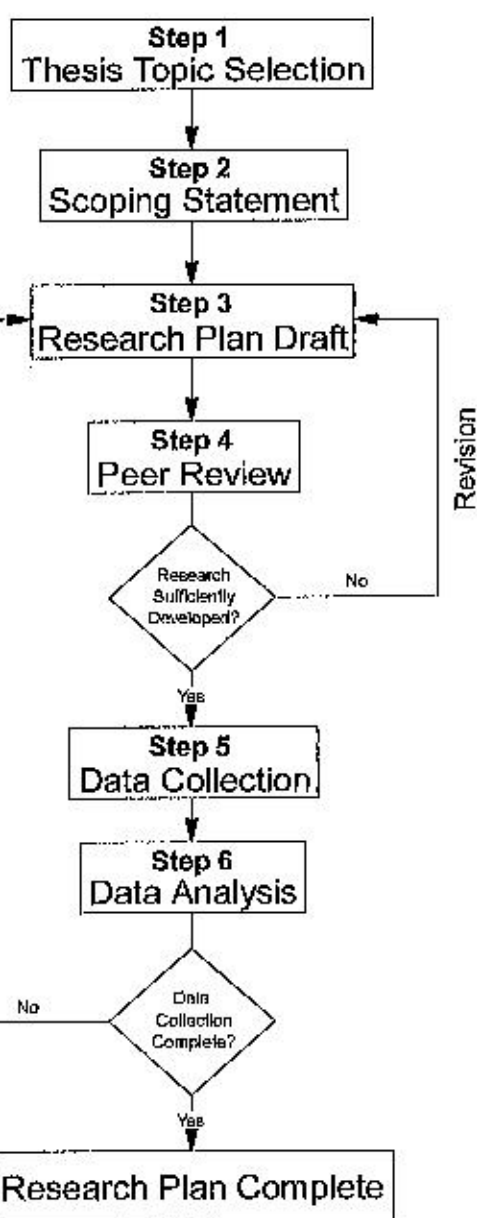 Step 1
Thesis Topic Selection
Step 2
Scoping Statement
Step 3
Research Plan Draft
Step 4
Peer Review
Revision
Research
Sufficiently
Developed?
No
Yes
Step 5
Data Collection
Step 6
Data Analysis
No
Data
Collection
Complete?
Yes
Research Plan Complete